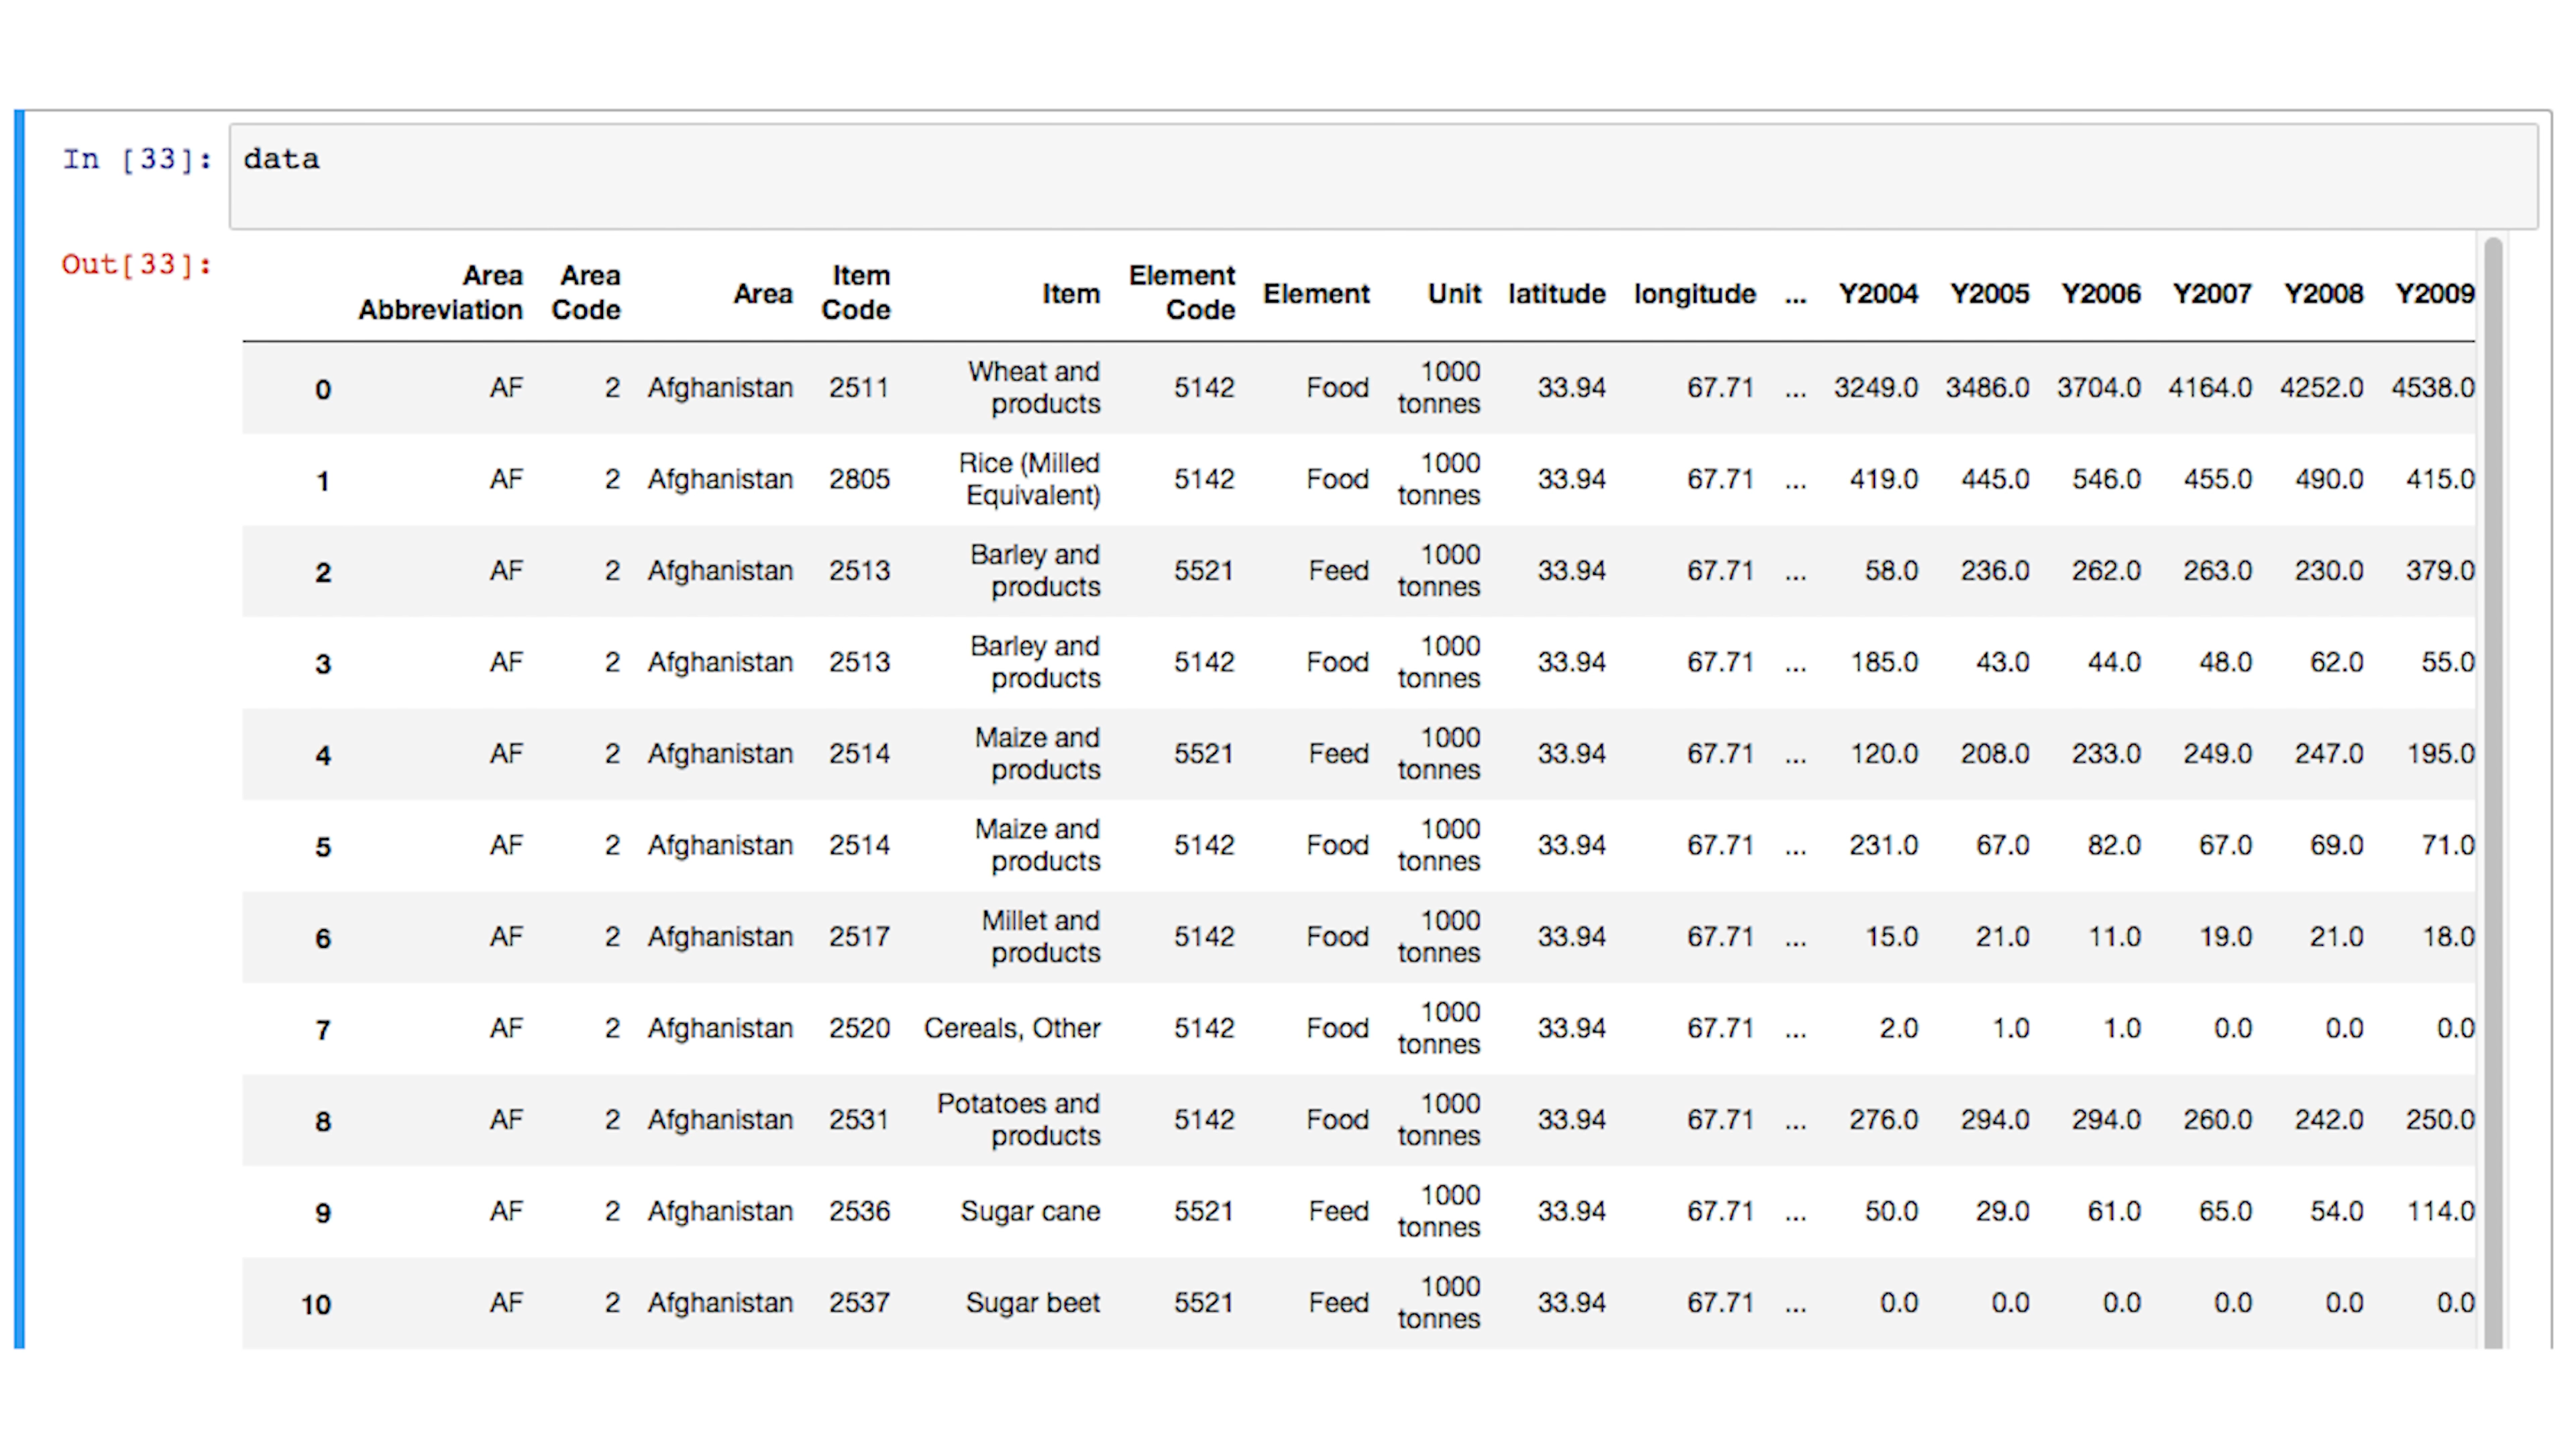 In [33]: data
Out[33]:
Area Abbreviation Area Code Area Item Code Item Element Code Element Unit latitude longitude ... Y2004 Y2005 Y2006 Y2007 Y2008 Y2009
0 AF 2 Afghanistan 2511 Wheat and products 5142 Food 1000 tonnes 33.94 67.71 ... 3249.0 3486.0 3704.0 4164.0 4252.0 4538.0
1 AF 2 Afghanistan 2805 Rice (Milled Equivalent) 5142 Food 1000 tonnes 33.94 67.71 ... 419.0 445.0 546.0 455.0 490.0 415.0
2 AF 2 Afghanistan 2513 Barley and products 5521 Feed 1000 tonnes 33.94 67.71 ... 58.0 236.0 262.0 263.0 230.0 379.0
3 AF 2 Afghanistan 2513 Barley and products 5142 Food 1000 tonnes 33.94 67.71 ... 185.0 43.0 44.0 48.0 62.0 55.0
4 AF 2 Afghanistan 2514 Maize and products 5521 Feed 1000 tonnes 33.94 67.71 ... 120.0 208.0 233.0 249.0 247.0 195.0
5 AF 2 Afghanistan 2514 Maize and products 5142 Food 1000 tonnes 33.94 67.71 ... 231.0 67.0 82.0 67.0 69.0 71.0
6 AF 2 Afghanistan 2517 Millet and products 5142 Food 1000 tonnes 33.94 67.71 ... 15.0 21.0 11.0 19.0 21.0 18.0
7 AF 2 Afghanistan 2520 Cereals, Other 5142 Food 1000 tonnes 33.94 67.71 ... 2.0 1.0 1.0 0.0 0.0 0.0
8 AF 2 Afghanistan 2531 Potatoes and products 5142 Food 1000 tonnes 33.94 67.71 ... 276.0 294.0 294.0 260.0 242.0 250.0
9 AF 2 Afghanistan 2536 Sugar cane 5521 Feed 1000 tonnes 33.94 67.71 ... 50.0 29.0 61.0 65.0 54.0 114.0
10 AF 2 Afghanistan 2537 Sugar beet 5521 Feed 1000 tonnes 33.94 67.71 ... 0.0 0.0 0.0 0.0 0.0 0.0